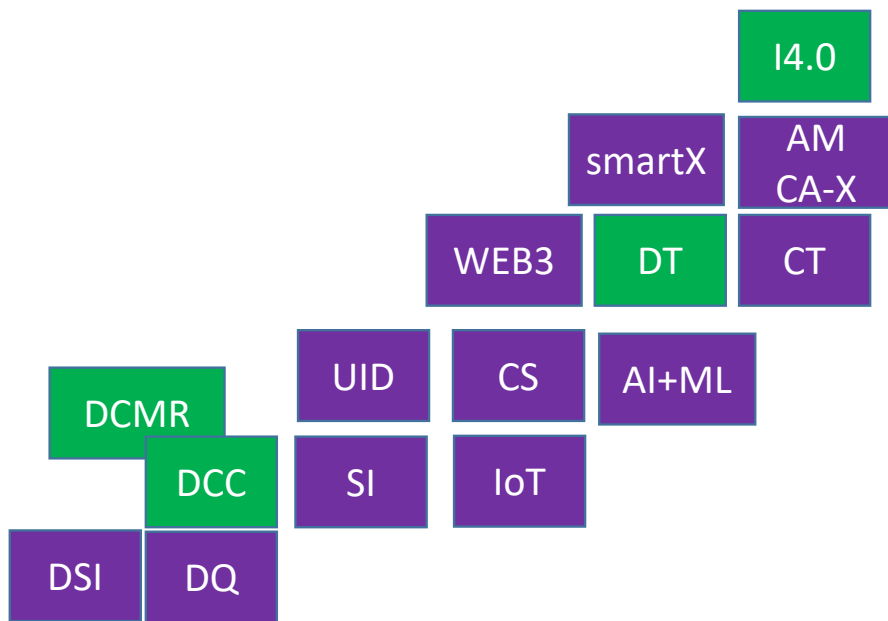 I4.0
smartX
AM
CA-X
WEB3
DT
CT
UID
CS
AI+ML
DCMR
DCC
SI
IoT
DSI
DQ